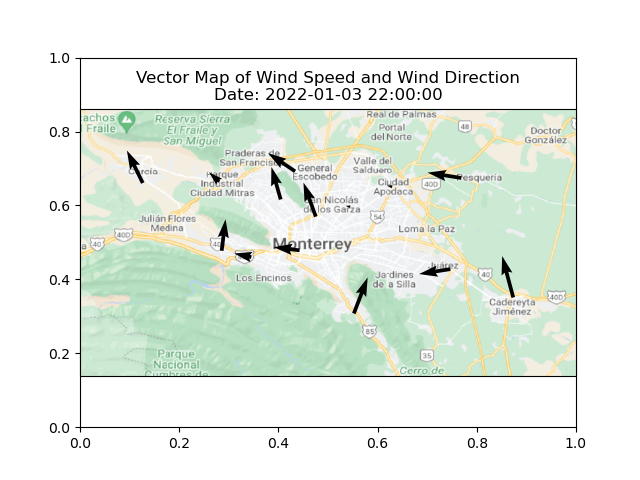 1.0
Vector Map of Wind Speed and Wind Direction
Date: 2022-01-03 22:00:00
achos
Fraile
Reserva Sierra
El Fraile y
San Miguel
Real de Palmas
Portal
del Norte
48
Doctor
González
0.8
Praderas de
San Francisc
General
Escobedo
Valle del
Salduero
García
Parque
Industrial
Ciudad Mitras
Ciudad
Apodaca
40D
Pesquería
0.6
an Nicolás
de los Garza
54
Julián Flores
Medina
Loma la Paz
40D
40
40
Monterrey
0.4
Los Encinos
Jardines
de la Silla
Juárez
40
40D
Cadereyta
Jiménez
85
35
0.2
Parque
Nacional
Cumbres de
Cerro de
0.0
0.0
0.2
0.4
0.6
0.8
1.0